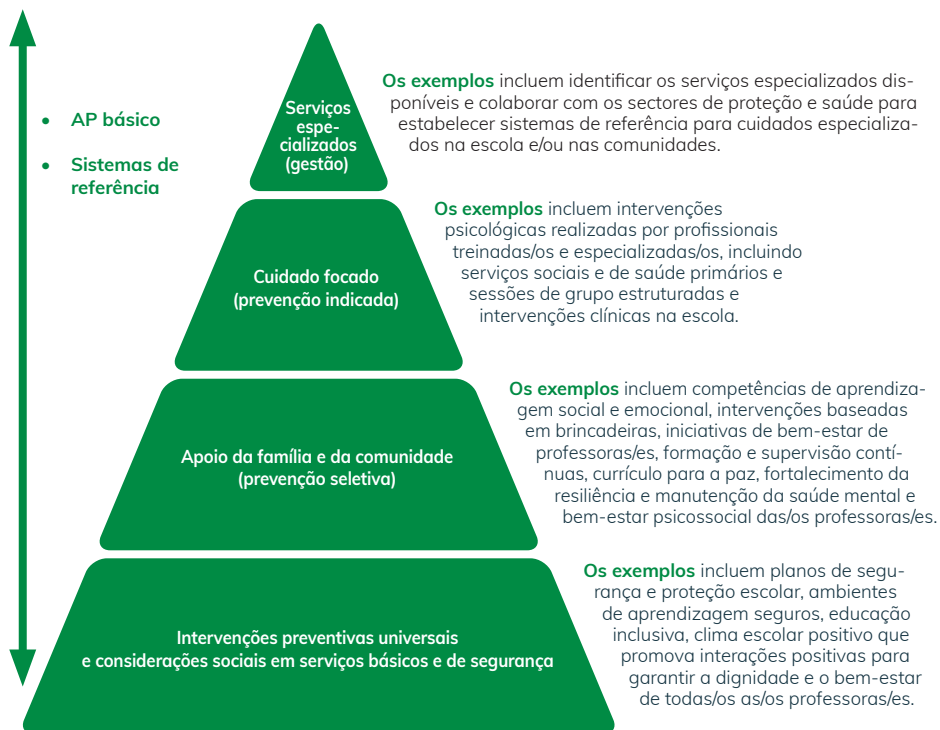 • AP básico
• Sistemas de
referência
Serviços
espe-
cializados
(gestão)
Os exemplos incluem identificar os serviços especializados dis-
poníveis e colaborar com os sectores de proteção e saúde para
estabelecer sistemas de referência para cuidados especializa-
dos na escola e/ou nas comunidades.
Cuidado focado
(prevenção indicada)
Os exemplos incluem intervenções
psicológicas realizadas por profissionais
treinadas/os e especializadas/os, incluindo
serviços sociais e de saúde primários e
sessões de grupo estruturadas e
intervenções clínicas na escola.
Apoio da família e da comunidade
(prevenção seletiva)
Os exemplos incluem competências de aprendiza-
gem social e emocional, intervenções baseadas
em brincadeiras, iniciativas de bem-estar de
professoras/es, formação e supervisão contí-
nuas, currículo para a paz, fortalecimento da
resiliência e manutenção da saúde mental e
bem-estar psicossocial das/os professoras/es.
Intervenções preventivas universais
e considerações sociais em serviços básicos e de segurança
Os exemplos incluem planos de segu-
rança e proteção escolar, ambientes
de aprendizagem seguros, educação
inclusiva, clima escolar positivo que
promova interações positivas para
garantir a dignidade e o bem-estar
de todas/os as/os professoras/es.